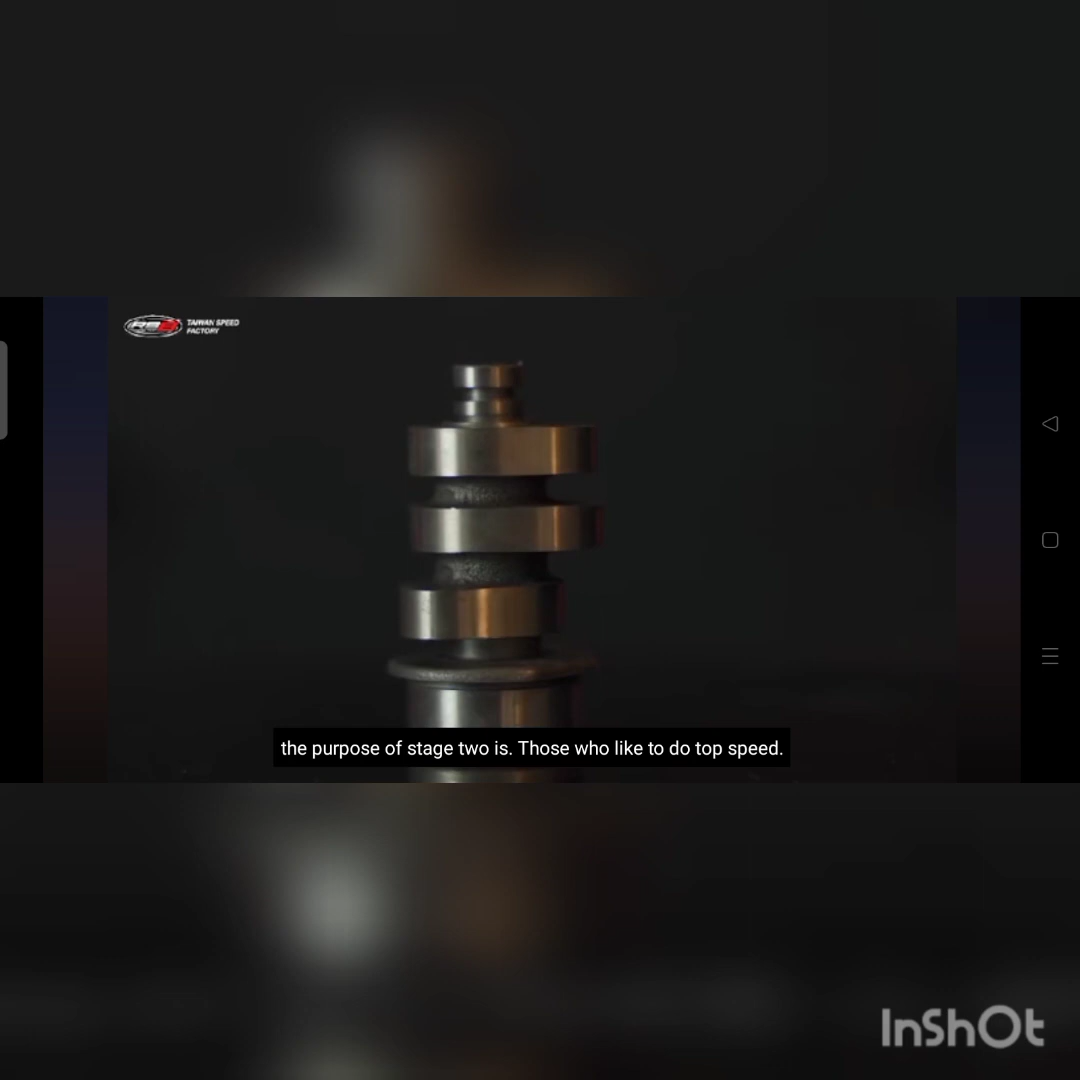 TAIWAN SPEED
FACTORY
the purpose of stage two is. Those who like to do top speed.
InShOt